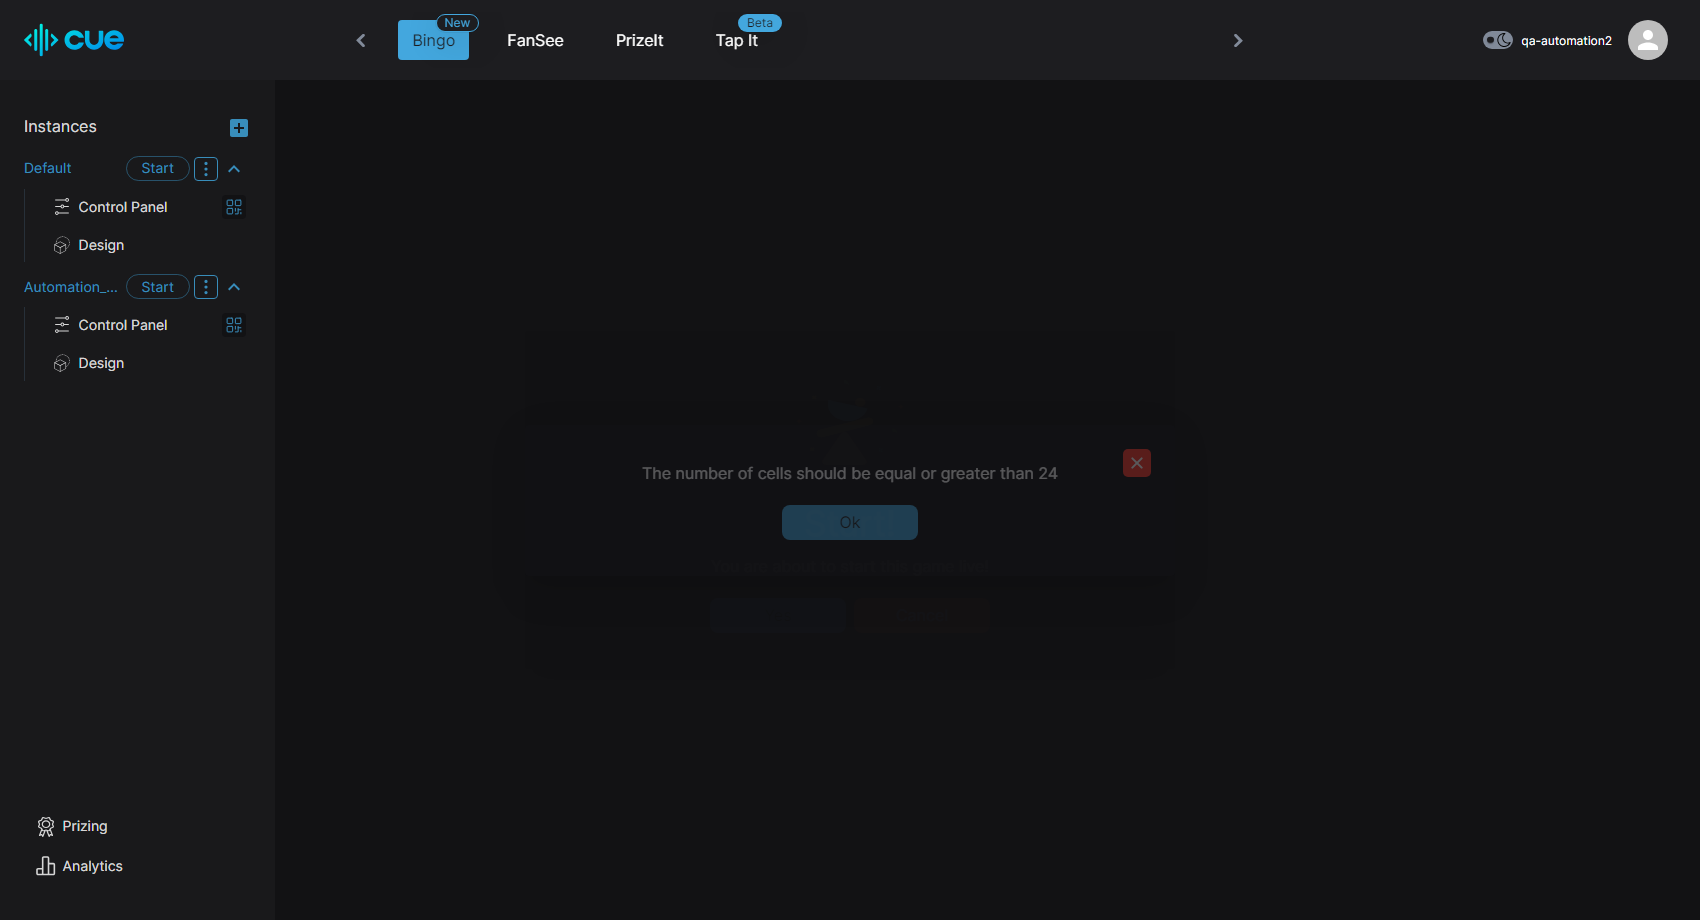 cue
Bingo
New
FanSee
PrizeIt
Tap It
Beta
qa-automation2
Instances
Default
Start
Control Panel
Design
Automation_...
Start
Control Panel
Design
The number of cells should be equal or greater than 24
Ok
Prizing
Analytics